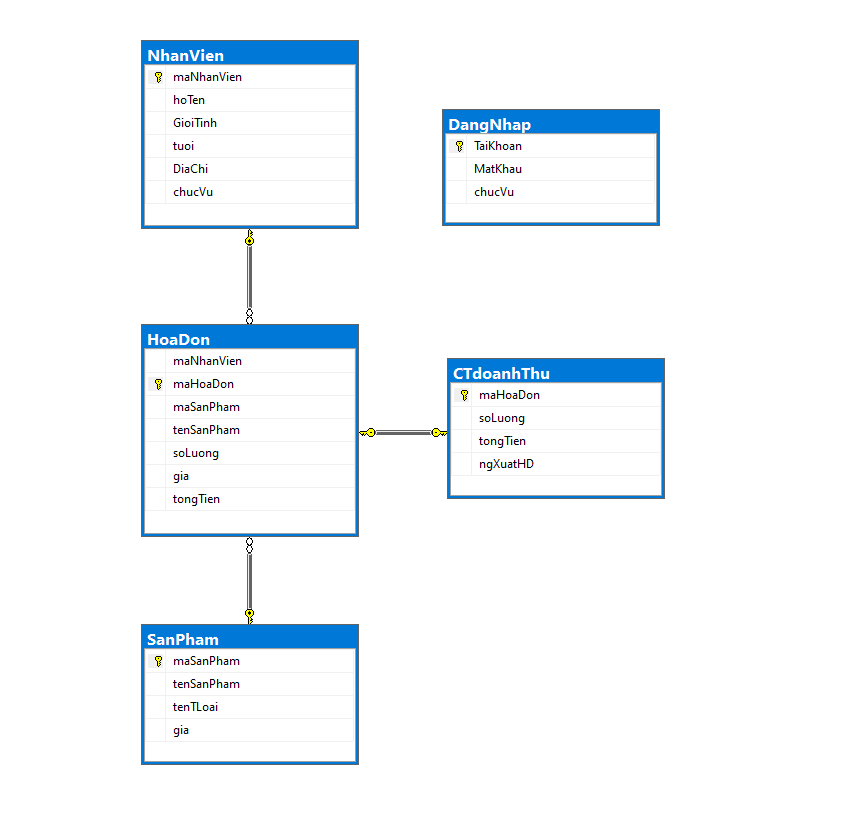 NhanVien
maNhanVien
hoTen
GioiTinh
tuoi
DiaChi
chucVu
DangNhap
TaiKhoan
MatKhau
chucVu
HoaDon
maNhanVien
maHoaDon
maSanPham
tenSanPham
soLuong
gia
tongTien
CTdoanhThu
maHoaDon
soLuong
tongTien
ngXuatHD
SanPham
maSanPham
tenSanPham
tenTLoai
gia